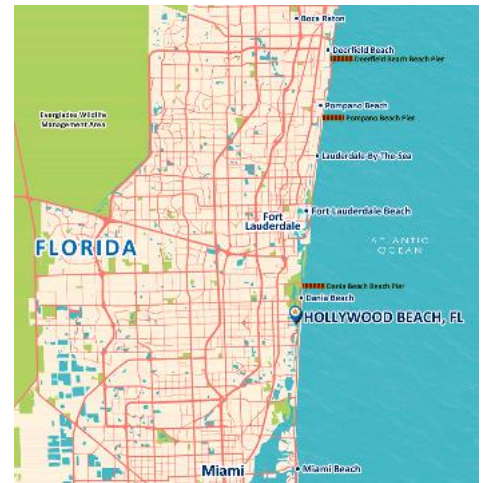 Boca Raton
Deerfield Beach
Deerfield Beach Beach Pier
Pompano Beach
Pompano Beach Pier
Everglades Wildlife
Management Area
Lauderdale-By-The-Sea
Fort Lauderdale Beach
Fort
Lauderdale
FLORIDA
ATLANTIC
OCEAN
Dania Beach Beach Pier
Dania Beach
HOLLYWOOD BEACH, FL
Miami
Miami Beach